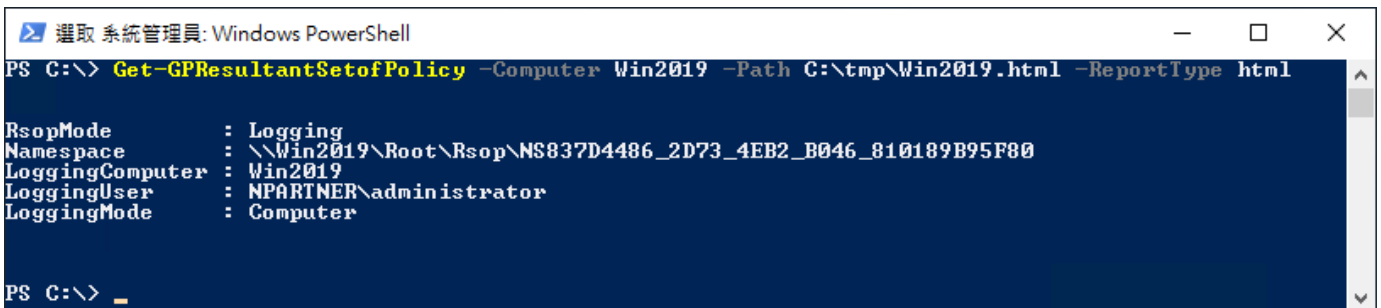 選取 系統管理員: Windows PowerShell
PS C:\> Get-GPResultantSetofPolicy -Computer Win2019 -Path C:\tmp\Win2019.html -ReportType html
RsopMode : Logging
Namespace : \\Win2019\Root\Rsop\NS837D4486_2D73_4EB2_B046_810189B95F80
LoggingComputer : Win2019
LoggingUser : NPARTNER\administrator
LoggingMode : Computer
PS C:\> _